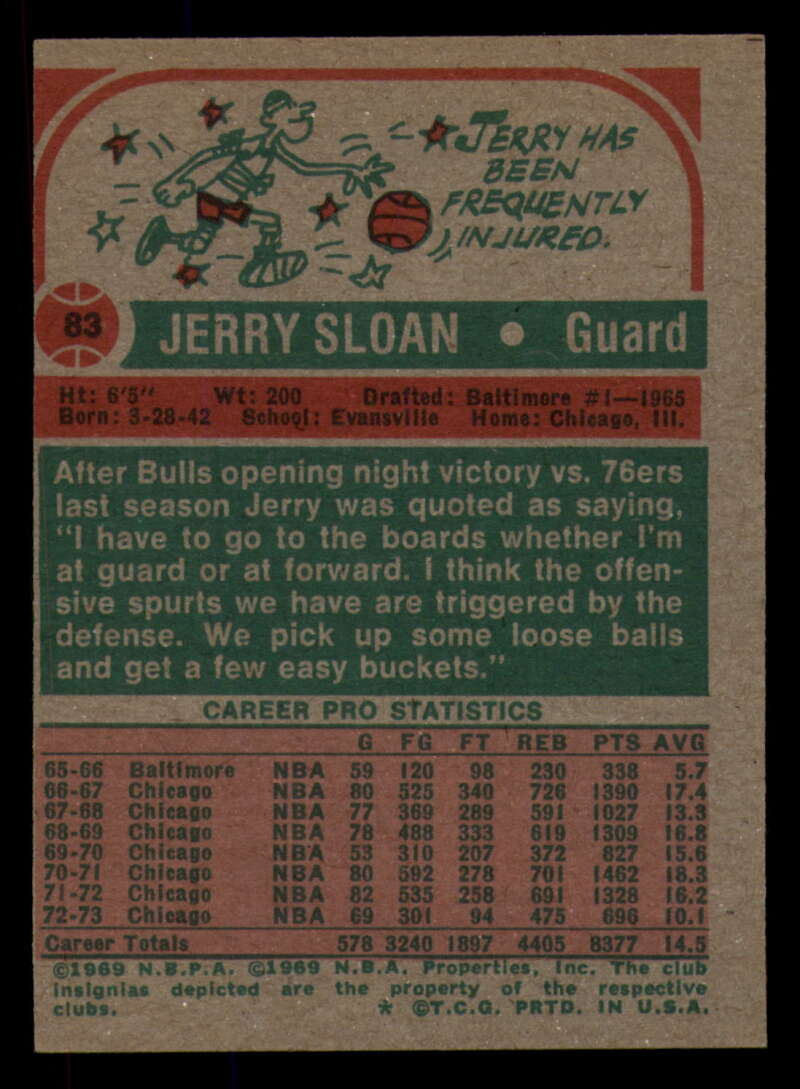 JERRY HAS
BEEN
FREQUENTLY
INJURED.
83 JERRY SLOAN • Guard
Ht: 6'5" Wt: 200 Drafted: Baltimore #1—1965
Born: 3-28-42 School: Evansville Home: Chicago, Ill.
After Bulls opening night victory vs. 76ers
last season Jerry was quoted as saying,
"I have to go to the boards whether I'm
at guard or at forward. I think the offen-
sive spurts we have are triggered by the
defense. We pick up some loose balls
and get a few easy buckets."
CAREER PRO STATISTICS
G FG FT REB PTS AVG
65-66 Baltimore NBA 59 120 98 230 338 5.7
66-67 Chicago NBA 80 525 340 726 1390 17.4
67-68 Chicago NBA 77 369 289 591 1027 13.3
68-69 Chicago NBA 78 488 333 619 1309 16.8
69-70 Chicago NBA 53 310 207 372 827 15.6
70-71 Chicago NBA 80 592 278 701 1462 18.3
71-72 Chicago NBA 82 535 258 691 1328 16.2
72-73 Chicago NBA 69 301 94 475 696 10.1
Career Totals 578 3240 1897 4405 8377 14.5
©1969 N.B.P.A. ©1969 N.B.A. Properties, Inc. The club
insignias depicted are the property of the respective
clubs. * ©T.C.G. PRTD. IN U.S.A.